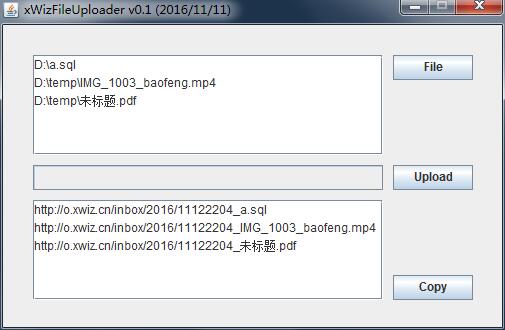 xWizFileUploader v0.1 (2016/11/11)
D:\a.sql
D:\temp\IMG_1003_baofeng.mp4
D:\temp\未标题.pdf
File
Upload
http://o.xwiz.cn/inbox/2016/11122204_a.sql
http://o.xwiz.cn/inbox/2016/11122204_IMG_1003_baofeng.mp4
http://o.xwiz.cn/inbox/2016/11122204_未标题.pdf
Copy